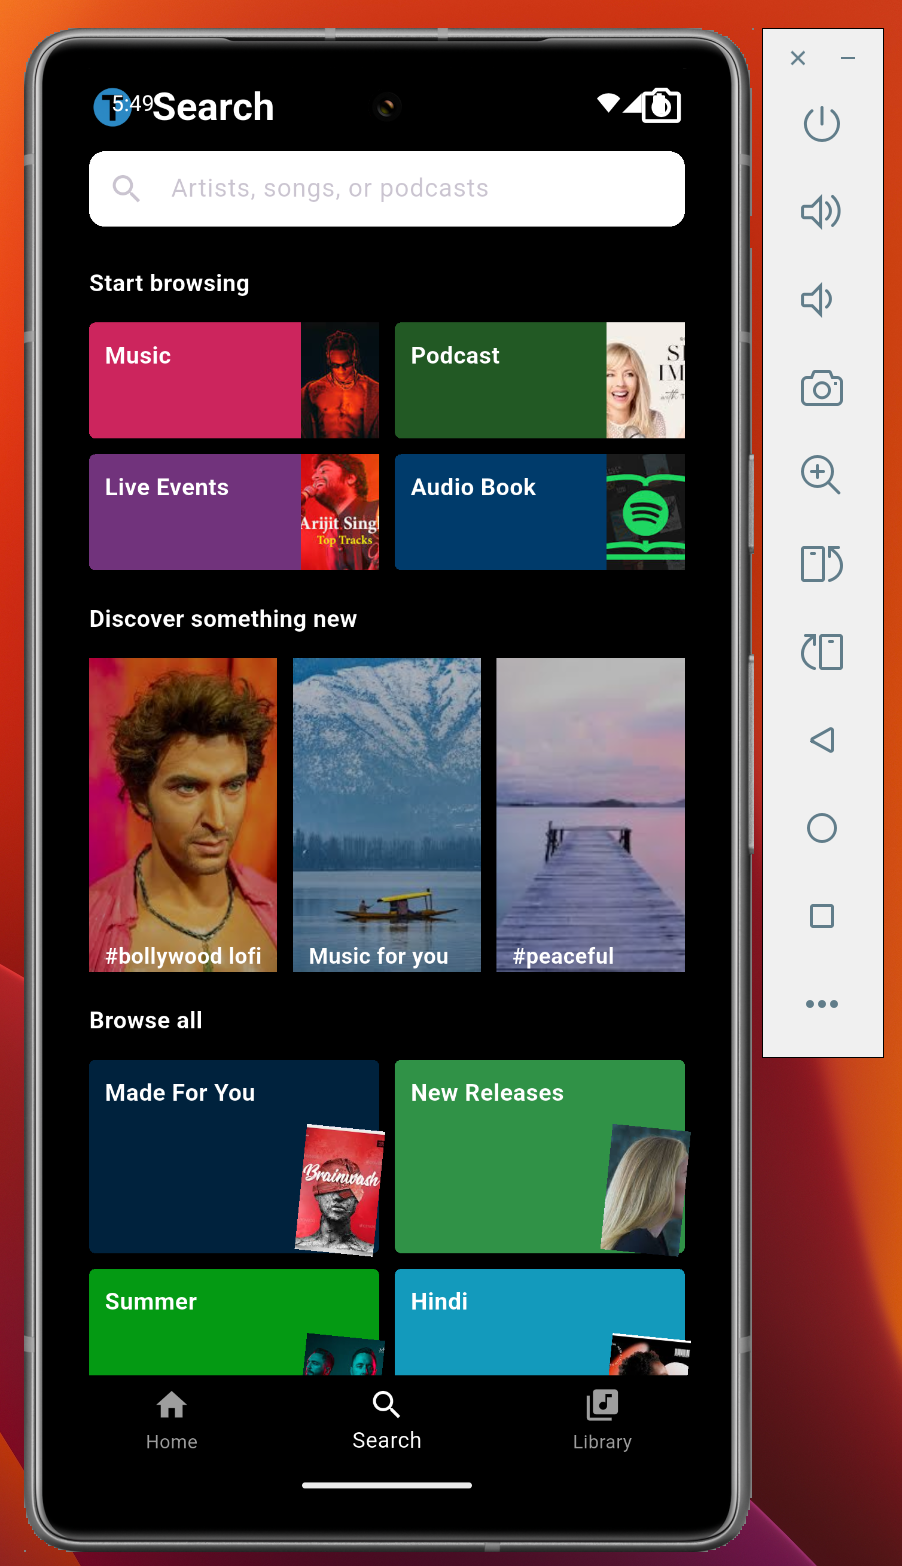 T
5:49
Search
Artists, songs, or podcasts
Start browsing
Music
Podcast
Live Events
Arijit Sing
Top Tracks
Audio Book
Discover something new
#bollywood lofi
Music for you
#peaceful
Browse all
Made For You
Brainwash
New Releases
Summer
Hindi
Home
Search
Library